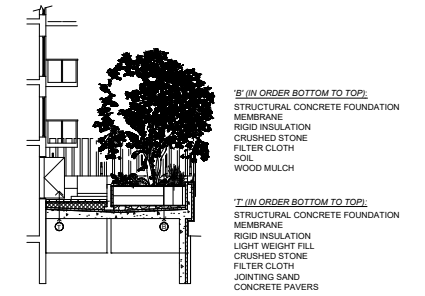 'B' (IN ORDER BOTTOM TO TOP):
STRUCTURAL CONCRETE FOUNDATION
MEMBRANE
RIGID INSULATION
CRUSHED STONE
FILTER CLOTH
SOIL
WOOD MULCH
'T' (IN ORDER BOTTOM TO TOP):
STRUCTURAL CONCRETE FOUNDATION
MEMBRANE
RIGID INSULATION
LIGHT WEIGHT FILL
CRUSHED STONE
FILTER CLOTH
JOINTING SAND
CONCRETE PAVERS
T
B